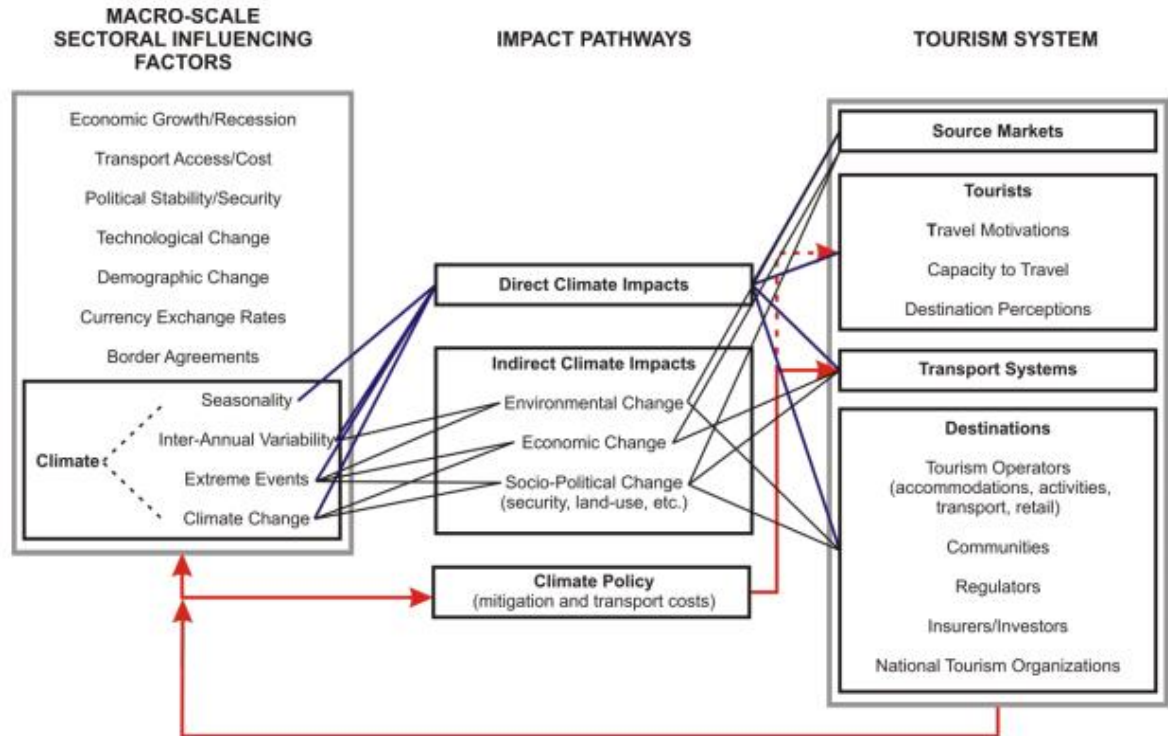 MACRO-SCALE
SECTORAL INFLUENCING
FACTORS
Economic Growth/Recession
Transport Access/Cost
Political Stability/Security
Technological Change
Demographic Change
Currency Exchange Rates
Border Agreements
Climate
Seasonality
Inter-Annual Variability
Extreme Events
Climate Change
IMPACT PATHWAYS
Direct Climate Impacts
Indirect Climate Impacts
Environmental Change
Economic Change
Socio-Political Change
(security, land-use, etc.)
Climate Policy
(mitigation and transport costs)
TOURISM SYSTEM
Source Markets
Tourists
Travel Motivations
Capacity to Travel
Destination Perceptions
Transport Systems
Destinations
Tourism Operators
(accommodations, activities,
transport, retail)
Communities
Regulators
Insurers/Investors
National Tourism Organizations